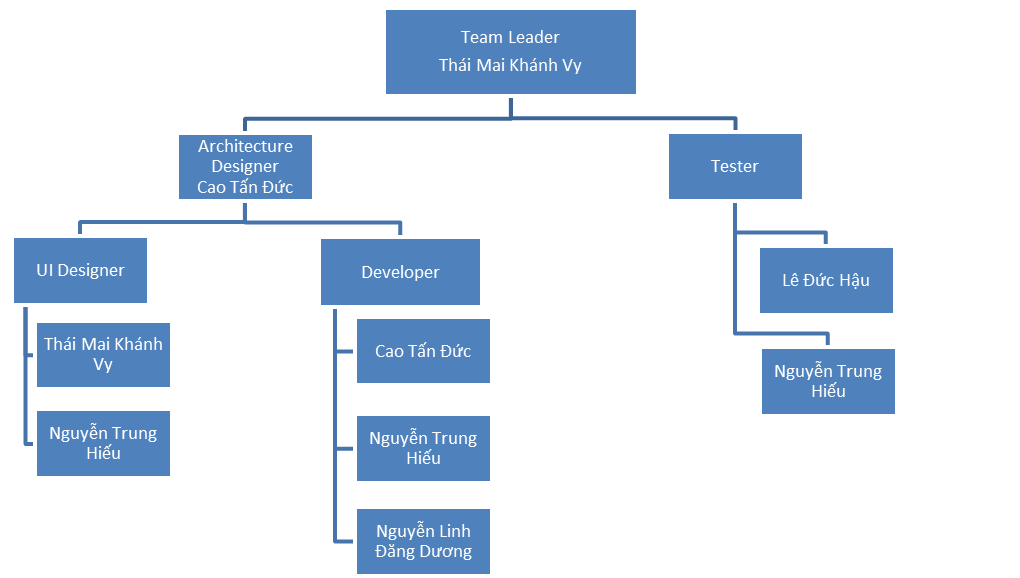 Team Leader
Thái Mai Khánh Vy
Architecture
Designer
Cao Tấn Đức
Tester
UI Designer
Developer
Lê Đức Hậu
Thái Mai Khánh
Vy
Cao Tấn Đức
Nguyễn Trung
Hiếu
Nguyễn Trung
Hiếu
Nguyễn Trung
Hiếu
Nguyễn Linh
Đăng Dương